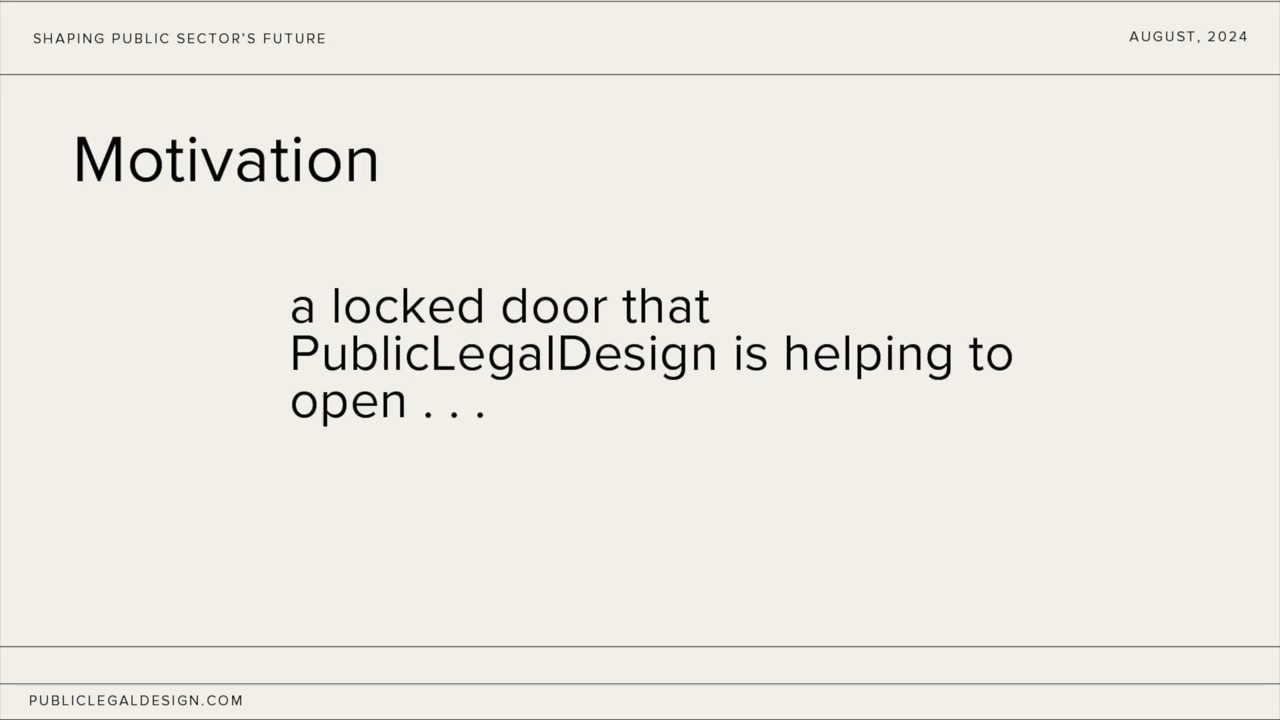 SHAPING PUBLIC SECTOR'S FUTURE
AUGUST, 2024
Motivation
a locked door that
PublicLegalDesign is helping to
open . . .
PUBLICLEGALDESIGN.COM